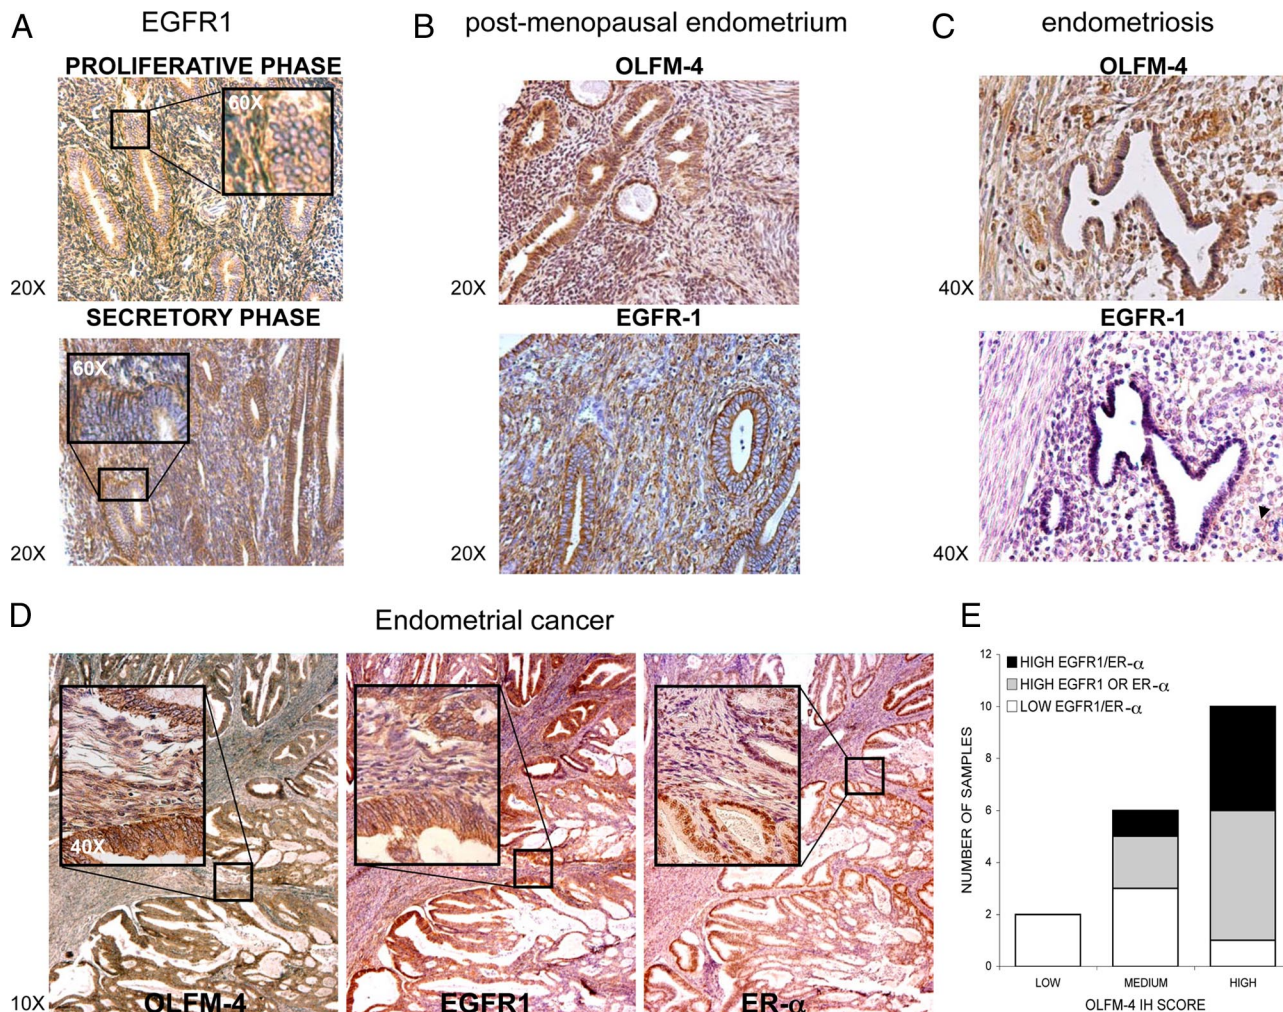 A
EGFR1
PROLIFERATIVE PHASE
60X
20X
SECRETORY PHASE
60X
20X
B
post-menopausal endometrium
OLFM-4
20X
EGFR-1
20X
C
endometriosis
OLFM-4
40X
EGFR-1
40X
D
Endometrial cancer
40X
10X
OLFM-4
EGFR1
ER-α
E
12
10
8
6
4
2
0
NUMBER OF SAMPLES
HIGH EGFR1/ER-α
HIGH EGFR1 OR ER-α
LOW EGFR1/ER-α
LOW
MEDIUM
HIGH
OLFM-4 IH SCORE